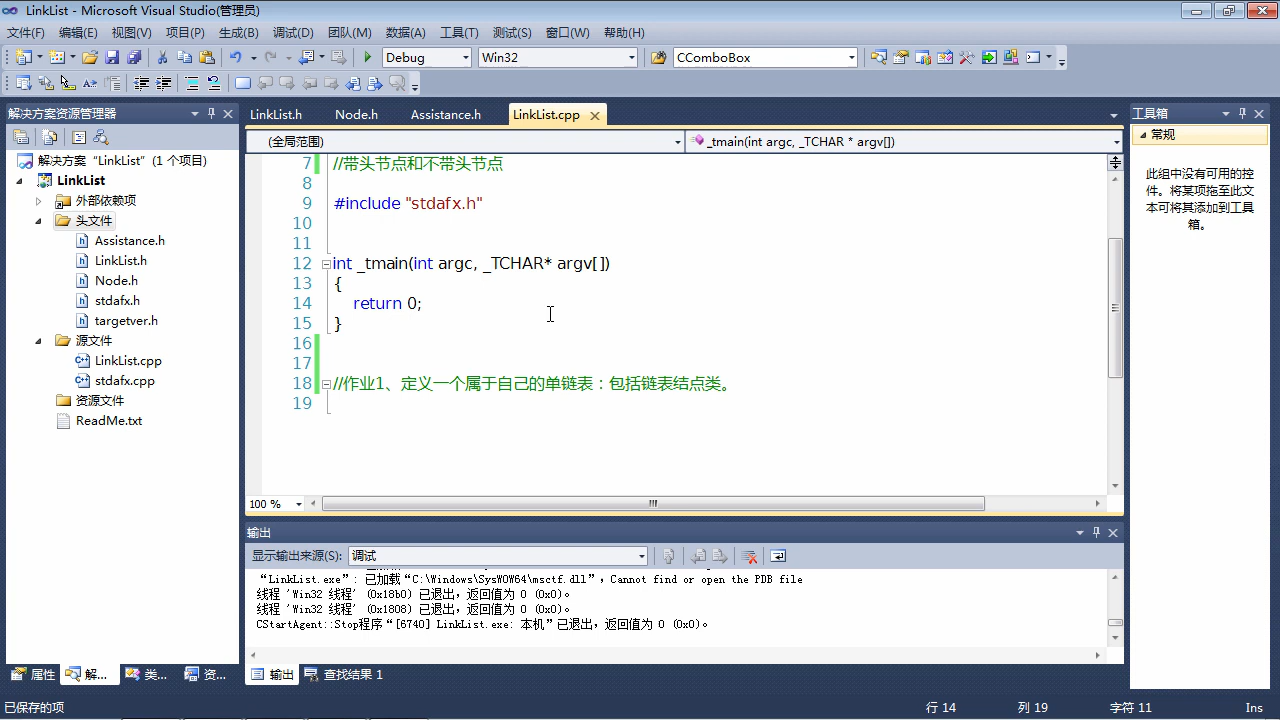 LinkList - Microsoft Visual Studio(管理员)
文件(F) 编辑(E) 视图(V) 项目(P) 生成(B) 调试(D) 团队(M) 数据(A) 工具(T) 测试(S) 窗口(W) 帮助(H)
Debug Win32 CComboBox
解决方案资源管理器
解决方案 “LinkList” (1 个项目)
LinkList
外部依赖项
头文件
Assistance.h
LinkList.h
Node.h
stdafx.h
targetver.h
源文件
LinkList.cpp
stdafx.cpp
资源文件
ReadMe.txt
属性 解... 类... 资...
LinkList.h Node.h Assistance.h LinkList.cpp
(全局范围) _tmain(int argc, _TCHAR * argv[])
7 //带头节点和不带头节点
8
9 #include "stdafx.h"
10
11
12 int _tmain(int argc, _TCHAR* argv[])
13 {
14 return 0;
15 }
16
17
18 //作业1、定义一个属于自己的单链表：包括链表结点类。
19
100 %
输出
显示输出来源(S): 调试
“LinkList.exe”: 已加载“C:\Windows\SysWOW64\msctf.dll”，Cannot find or open the PDB file
线程 'Win32 线程' (0x18b0) 已退出，返回值为 0 (0x0)。
线程 'Win32 线程' (0x1808) 已退出，返回值为 0 (0x0)。
CStartAgent::Stop程序“[6740] LinkList.exe: 本机”已退出，返回值为 0 (0x0)。
输出 查找结果 1
工具箱
常规
此组中没有可用的控
件。将某项拖至此文
本可将其添加到工具
箱。
已保存的项 行 14 列 19 字符 11 Ins